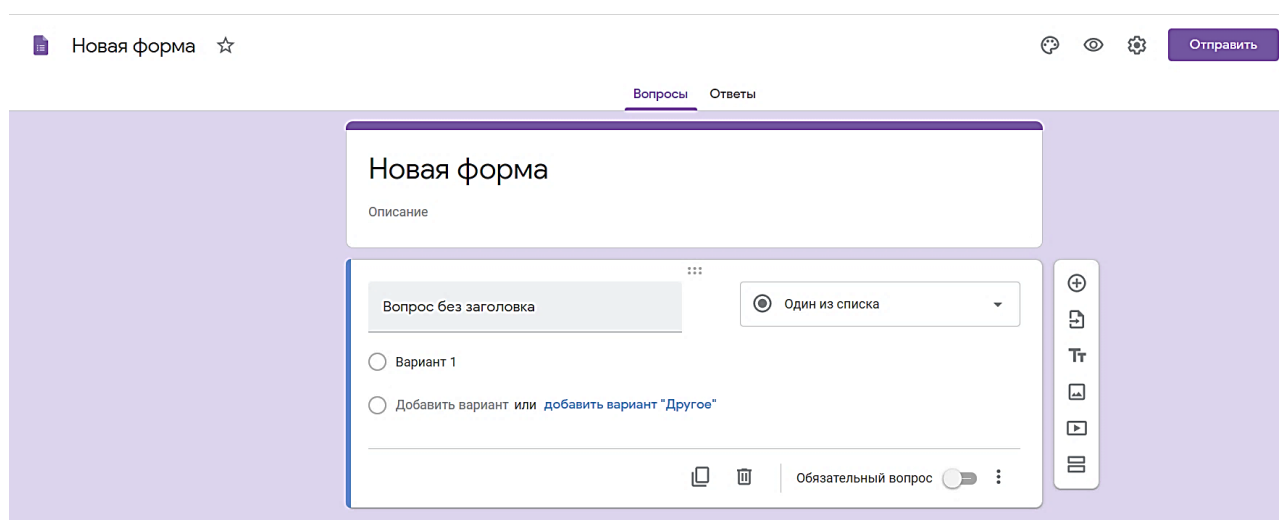 Новая форма
Отправить
Вопросы Ответы
Новая форма
Описание
Вопрос без заголовка
Один из списка
Вариант 1
Добавить вариант или добавить вариант "Другое"
Обязательный вопрос
Тт